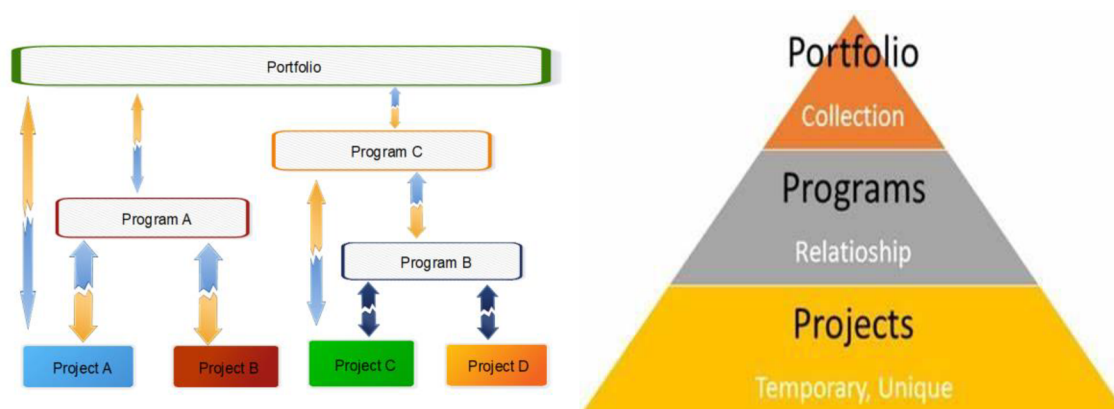 Portfolio
Program C
Program A
Program B
Project A
Project B
Project C
Project D
Portfolio
Collection
Programs
Relatioship
Projects
Temporary, Unique